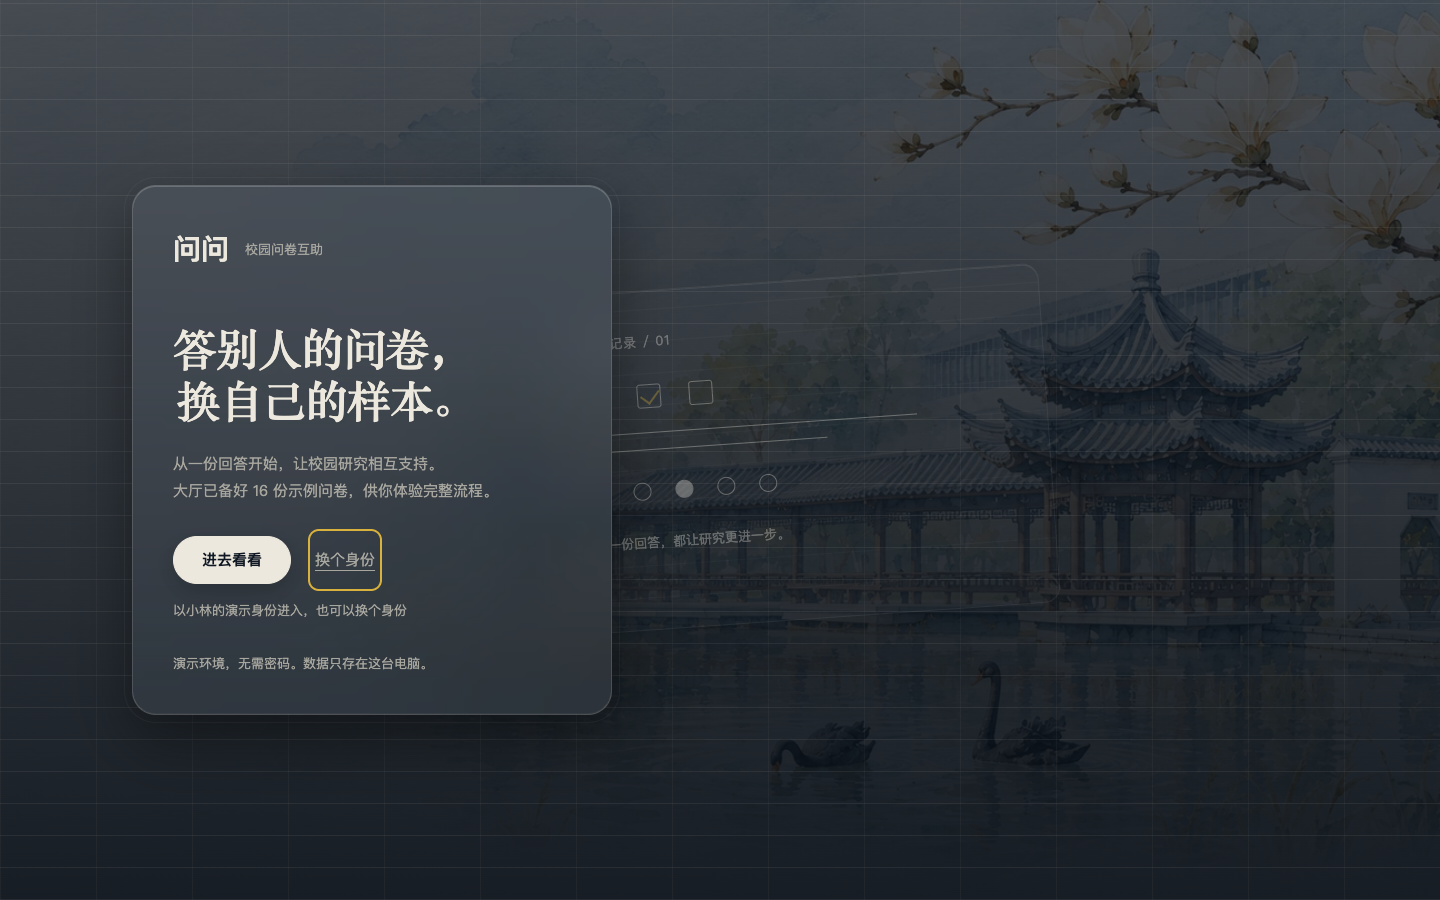 问问
校园问卷互助
答别人的问卷，
换自己的样本。
从一份回答开始，让校园研究相互支持。
大厅已备好 16 份示例问卷，供你体验完整流程。
进去看看
换个身份
以小林的演示身份进入，也可以换个身份
演示环境，无需密码。数据只存在这台电脑。
记录 / 01
一份回答，都让研究更进一步。